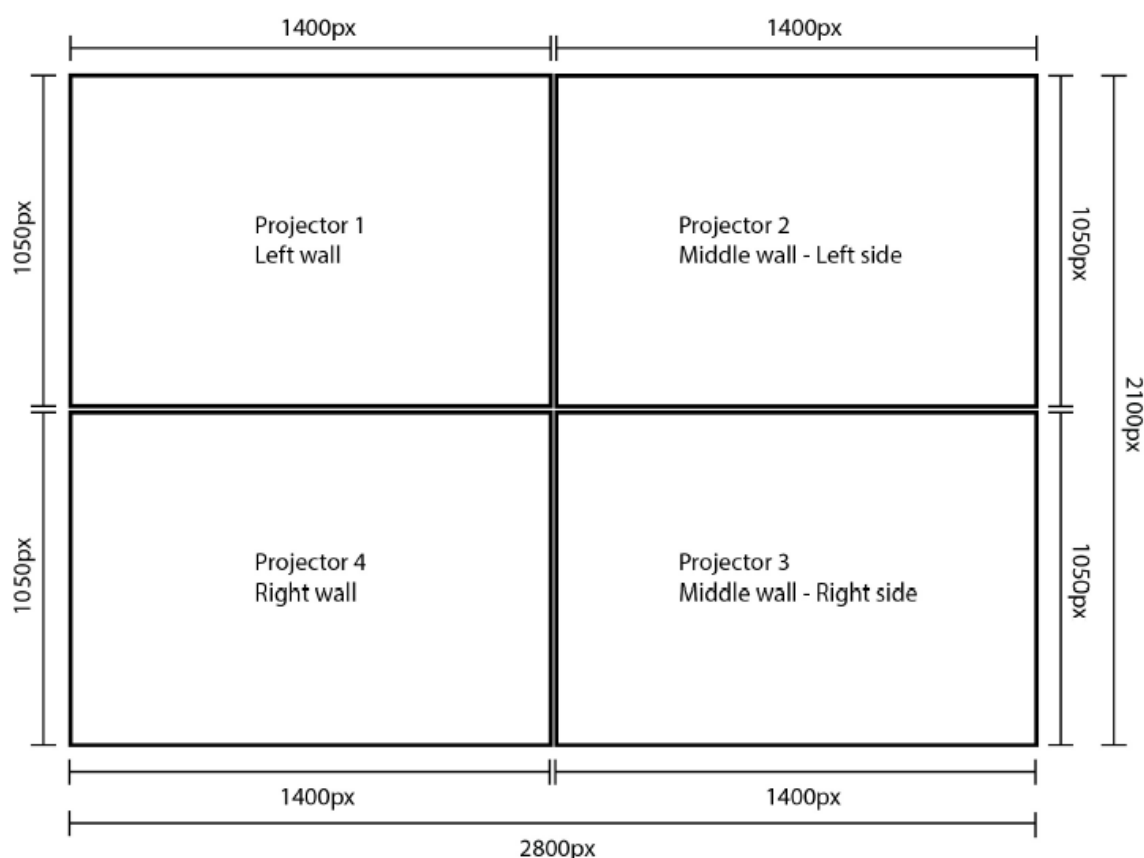 1400px
1400px
1050px
Projector 1
Left wall
Projector 2
Middle wall - Left side
1050px
2100px
1050px
Projector 4
Right wall
Projector 3
Middle wall - Right side
1050px
1400px
1400px
2800px